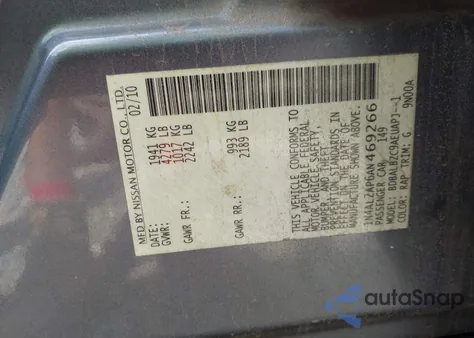 MFD BY NISSAN MOTOR CO., LTD.
DATE: 02/10
GVWR: 1941 KG
4279 LB
GAWR FR: 1017 KG
2242 LB
GAWR RR: 993 KG
2189 LB
THIS VEHICLE CONFORMS TO
ALL APPLICABLE FEDERAL
MOTOR VEHICLE SAFETY,
BUMPER, AND THEFT
PREVENTION STANDARDS IN
EFFECT ON THE DATE OF
MANUFACTURE SHOWN ABOVE.
1N4AL2AP6AN469266
PASSENGER CAR 149
COLOR: RAP TRIM: G 9N00A
autoSnap